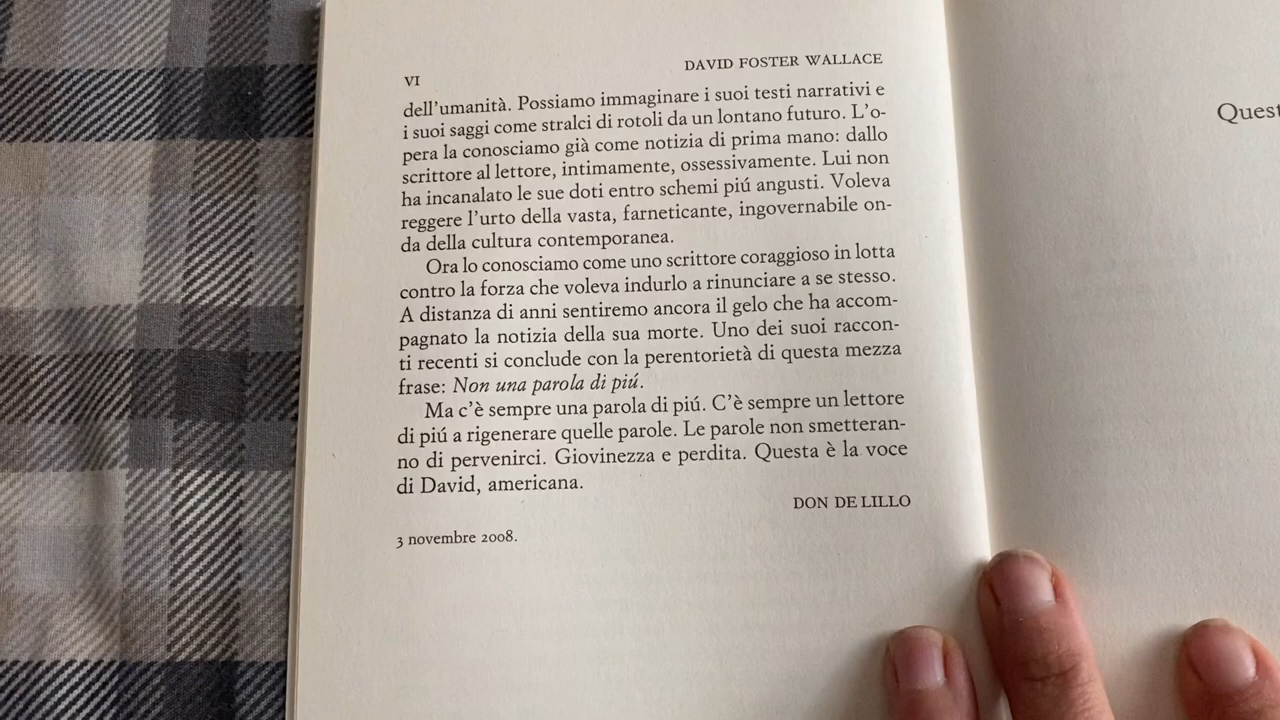 VI
DAVID FOSTER WALLACE
dell'umanità. Possiamo immaginare i suoi testi narrativi e
i suoi saggi come stralci di rotoli da un lontano futuro. L'o-
pera la conosciamo già come notizia di prima mano: dallo
scrittore al lettore, intimamente, ossessivamente. Lui non
ha incanalato le sue doti entro schemi piú angusti. Voleva
reggere l'urto della vasta, farneticante, ingovernabile on-
da della cultura contemporanea.
Ora lo conosciamo come uno scrittore coraggioso in lotta
contro la forza che voleva indurlo a rinunciare a se stesso.
A distanza di anni sentiremo ancora il gelo che ha accom-
pagnato la notizia della sua morte. Uno dei suoi raccon-
ti recenti si conclude con la perentorietà di questa mezza
frase: Non una parola di piú.
Ma c'è sempre una parola di piú. C'è sempre un lettore
di piú a rigenerare quelle parole. Le parole non smetteran-
no di pervenirci. Giovinezza e perdita. Questa è la voce
di David, americana.
DON DE LILLO
3 novembre 2008.